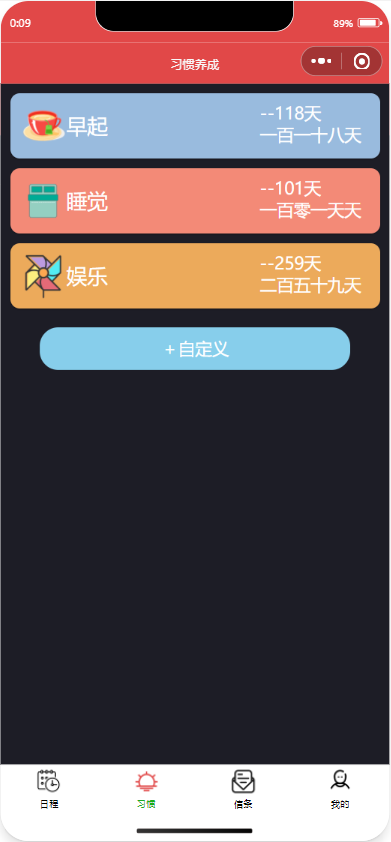 0:09
89%
习惯养成
早起
--118天
一百一十八天
睡觉
--101天
一百零一天天
娱乐
--259天
二百五十九天
+ 自定义
日程
习惯
信条
我的